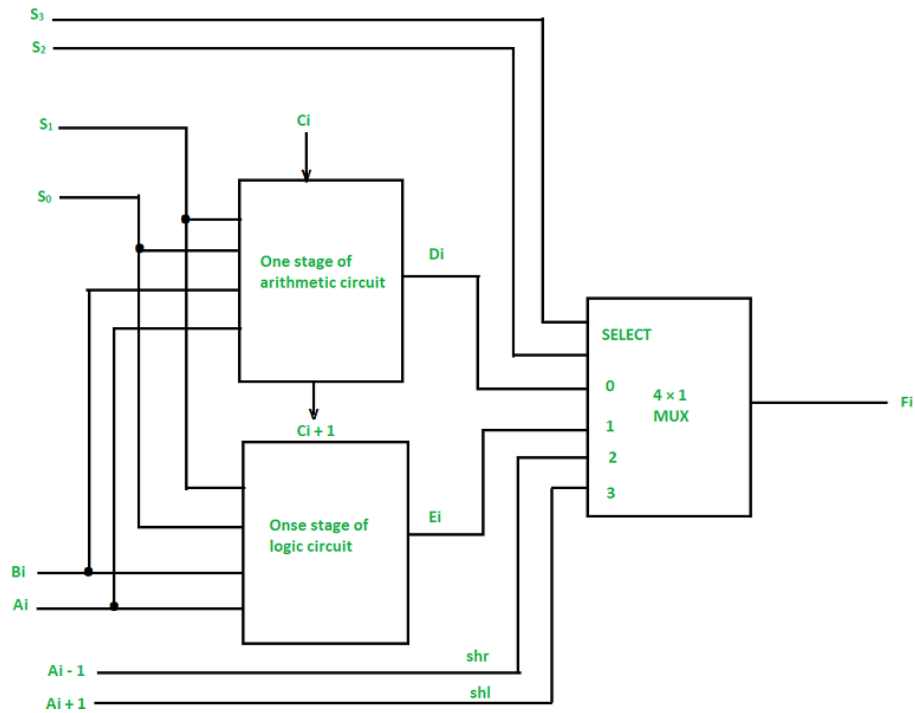 S₃
S₂
S₁
Ci
S₀
One stage of
arithmetic circuit
Di
SELECT
0
4 × 1
MUX
1
2
3
Fi
Ci + 1
Onse stage of
logic circuit
Ei
Bi
Ai
Ai - 1
shr
Ai + 1
shl